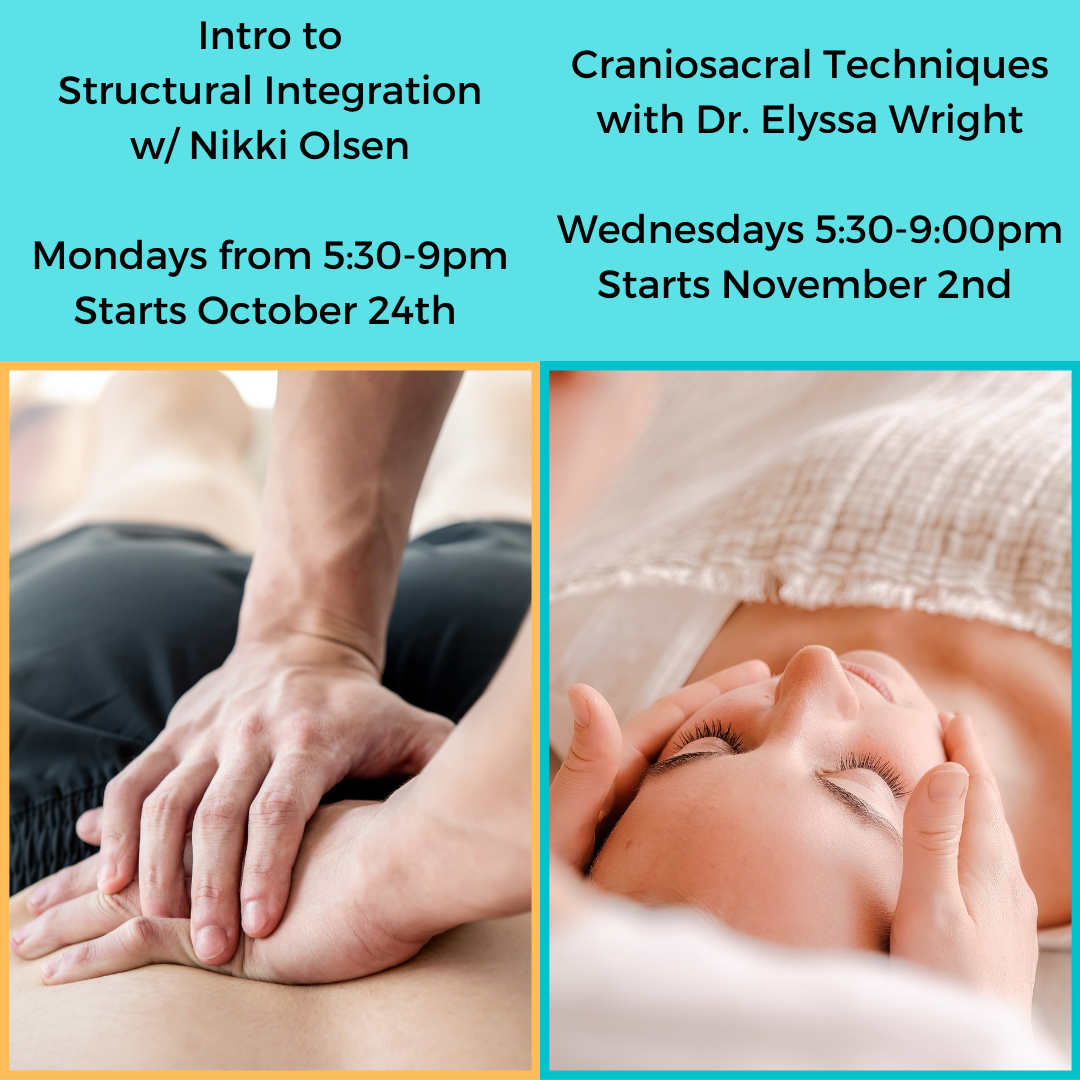 Intro to
Structural Integration
w/ Nikki Olsen
Mondays from 5:30-9pm
Starts October 24th
Craniosacral Techniques
with Dr. Elyssa Wright
Wednesdays 5:30-9:00pm
Starts November 2nd